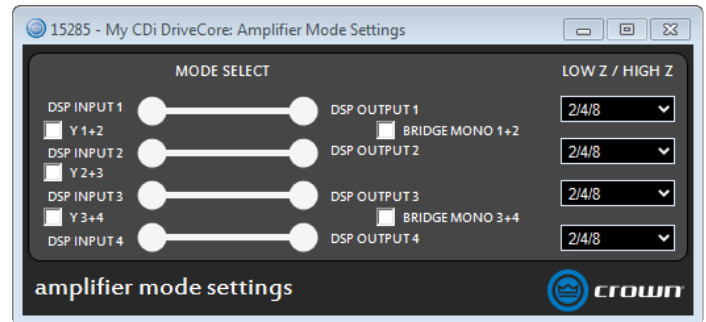 15285 - My CDi DriveCore: Amplifier Mode Settings
MODE SELECT LOW Z / HIGH Z
DSP INPUT 1 DSP OUTPUT 1 2/4/8
Y 1+2 BRIDGE MONO 1+2
DSP INPUT 2 DSP OUTPUT 2 2/4/8
Y 2+3
DSP INPUT 3 DSP OUTPUT 3 2/4/8
Y 3+4 BRIDGE MONO 3+4
DSP INPUT 4 DSP OUTPUT 4 2/4/8
amplifier mode settings crown